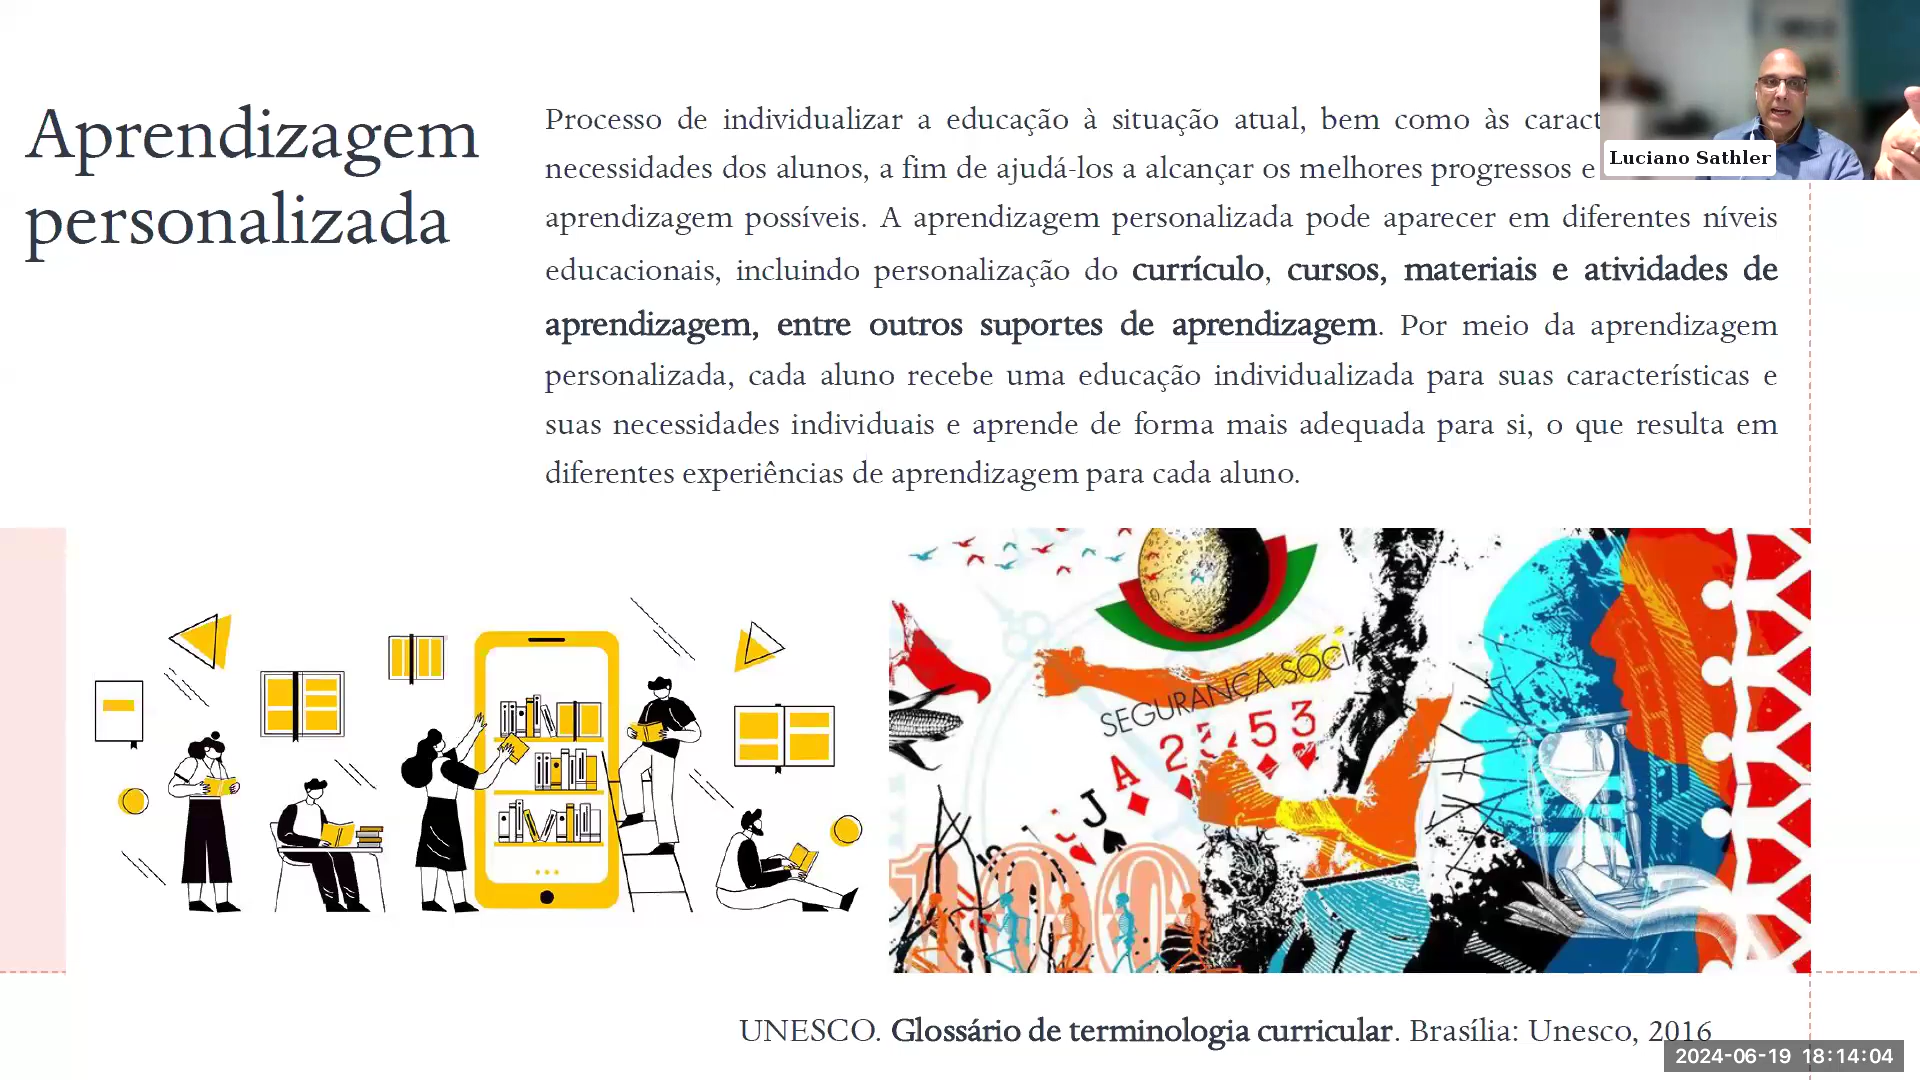 Aprendizagem
personalizada
Processo de individualizar a educação à situação atual, bem como às
necessidades dos alunos, a fim de ajudá-los a alcançar os melhores progressos e
aprendizagem possíveis. A aprendizagem personalizada pode aparecer em diferentes níveis
educacionais, incluindo personalização do currículo, cursos, materiais e atividades de
aprendizagem, entre outros suportes de aprendizagem. Por meio da aprendizagem
personalizada, cada aluno recebe uma educação individualizada para suas características e
suas necessidades individuais e aprende de forma mais adequada para si, o que resulta em
diferentes experiências de aprendizagem para cada aluno.
Luciano Sathler
SEGURANÇA
A
J
100
UNESCO. Glossário de terminologia curricular. Brasília: Unesco, 2016
2024-06-19 18:14:04